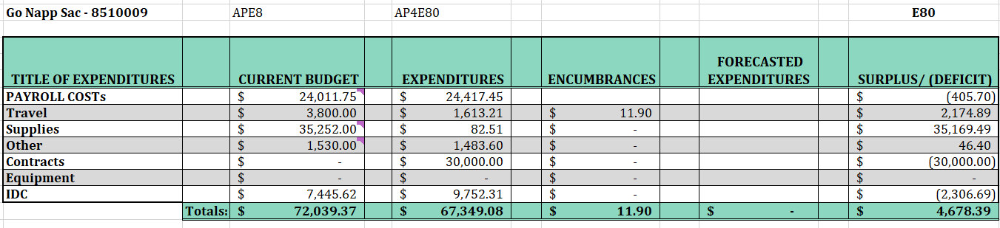 Go Napp Sac - 8510009 APE8 AP4E80 E80
FORECASTED
TITLE OF EXPENDITURES CURRENT BUDGET EXPENDITURES ENCUMBRANCES EXPENDITURES SURPLUS/ (DEFICIT)
PAYROLL COSTs $ 24,011.75 $ 24,417.45 $ (405.70)
Travel $ 3,800.00 $ 1,613.21 $ 11.90 $ 2,174.89
Supplies $ 35,252.00 $ 82.51 $ - $ 35,169.49
Other $ 1,530.00 $ 1,483.60 $ - $ 46.40
Contracts $ - $ 30,000.00 $ - $ (30,000.00)
Equipment $ - $ - $ - $ -
IDC $ 7,445.62 $ 9,752.31 $ - $ (2,306.69)
Totals: $ 72,039.37 $ 67,349.08 $ 11.90 $ - $ 4,678.39